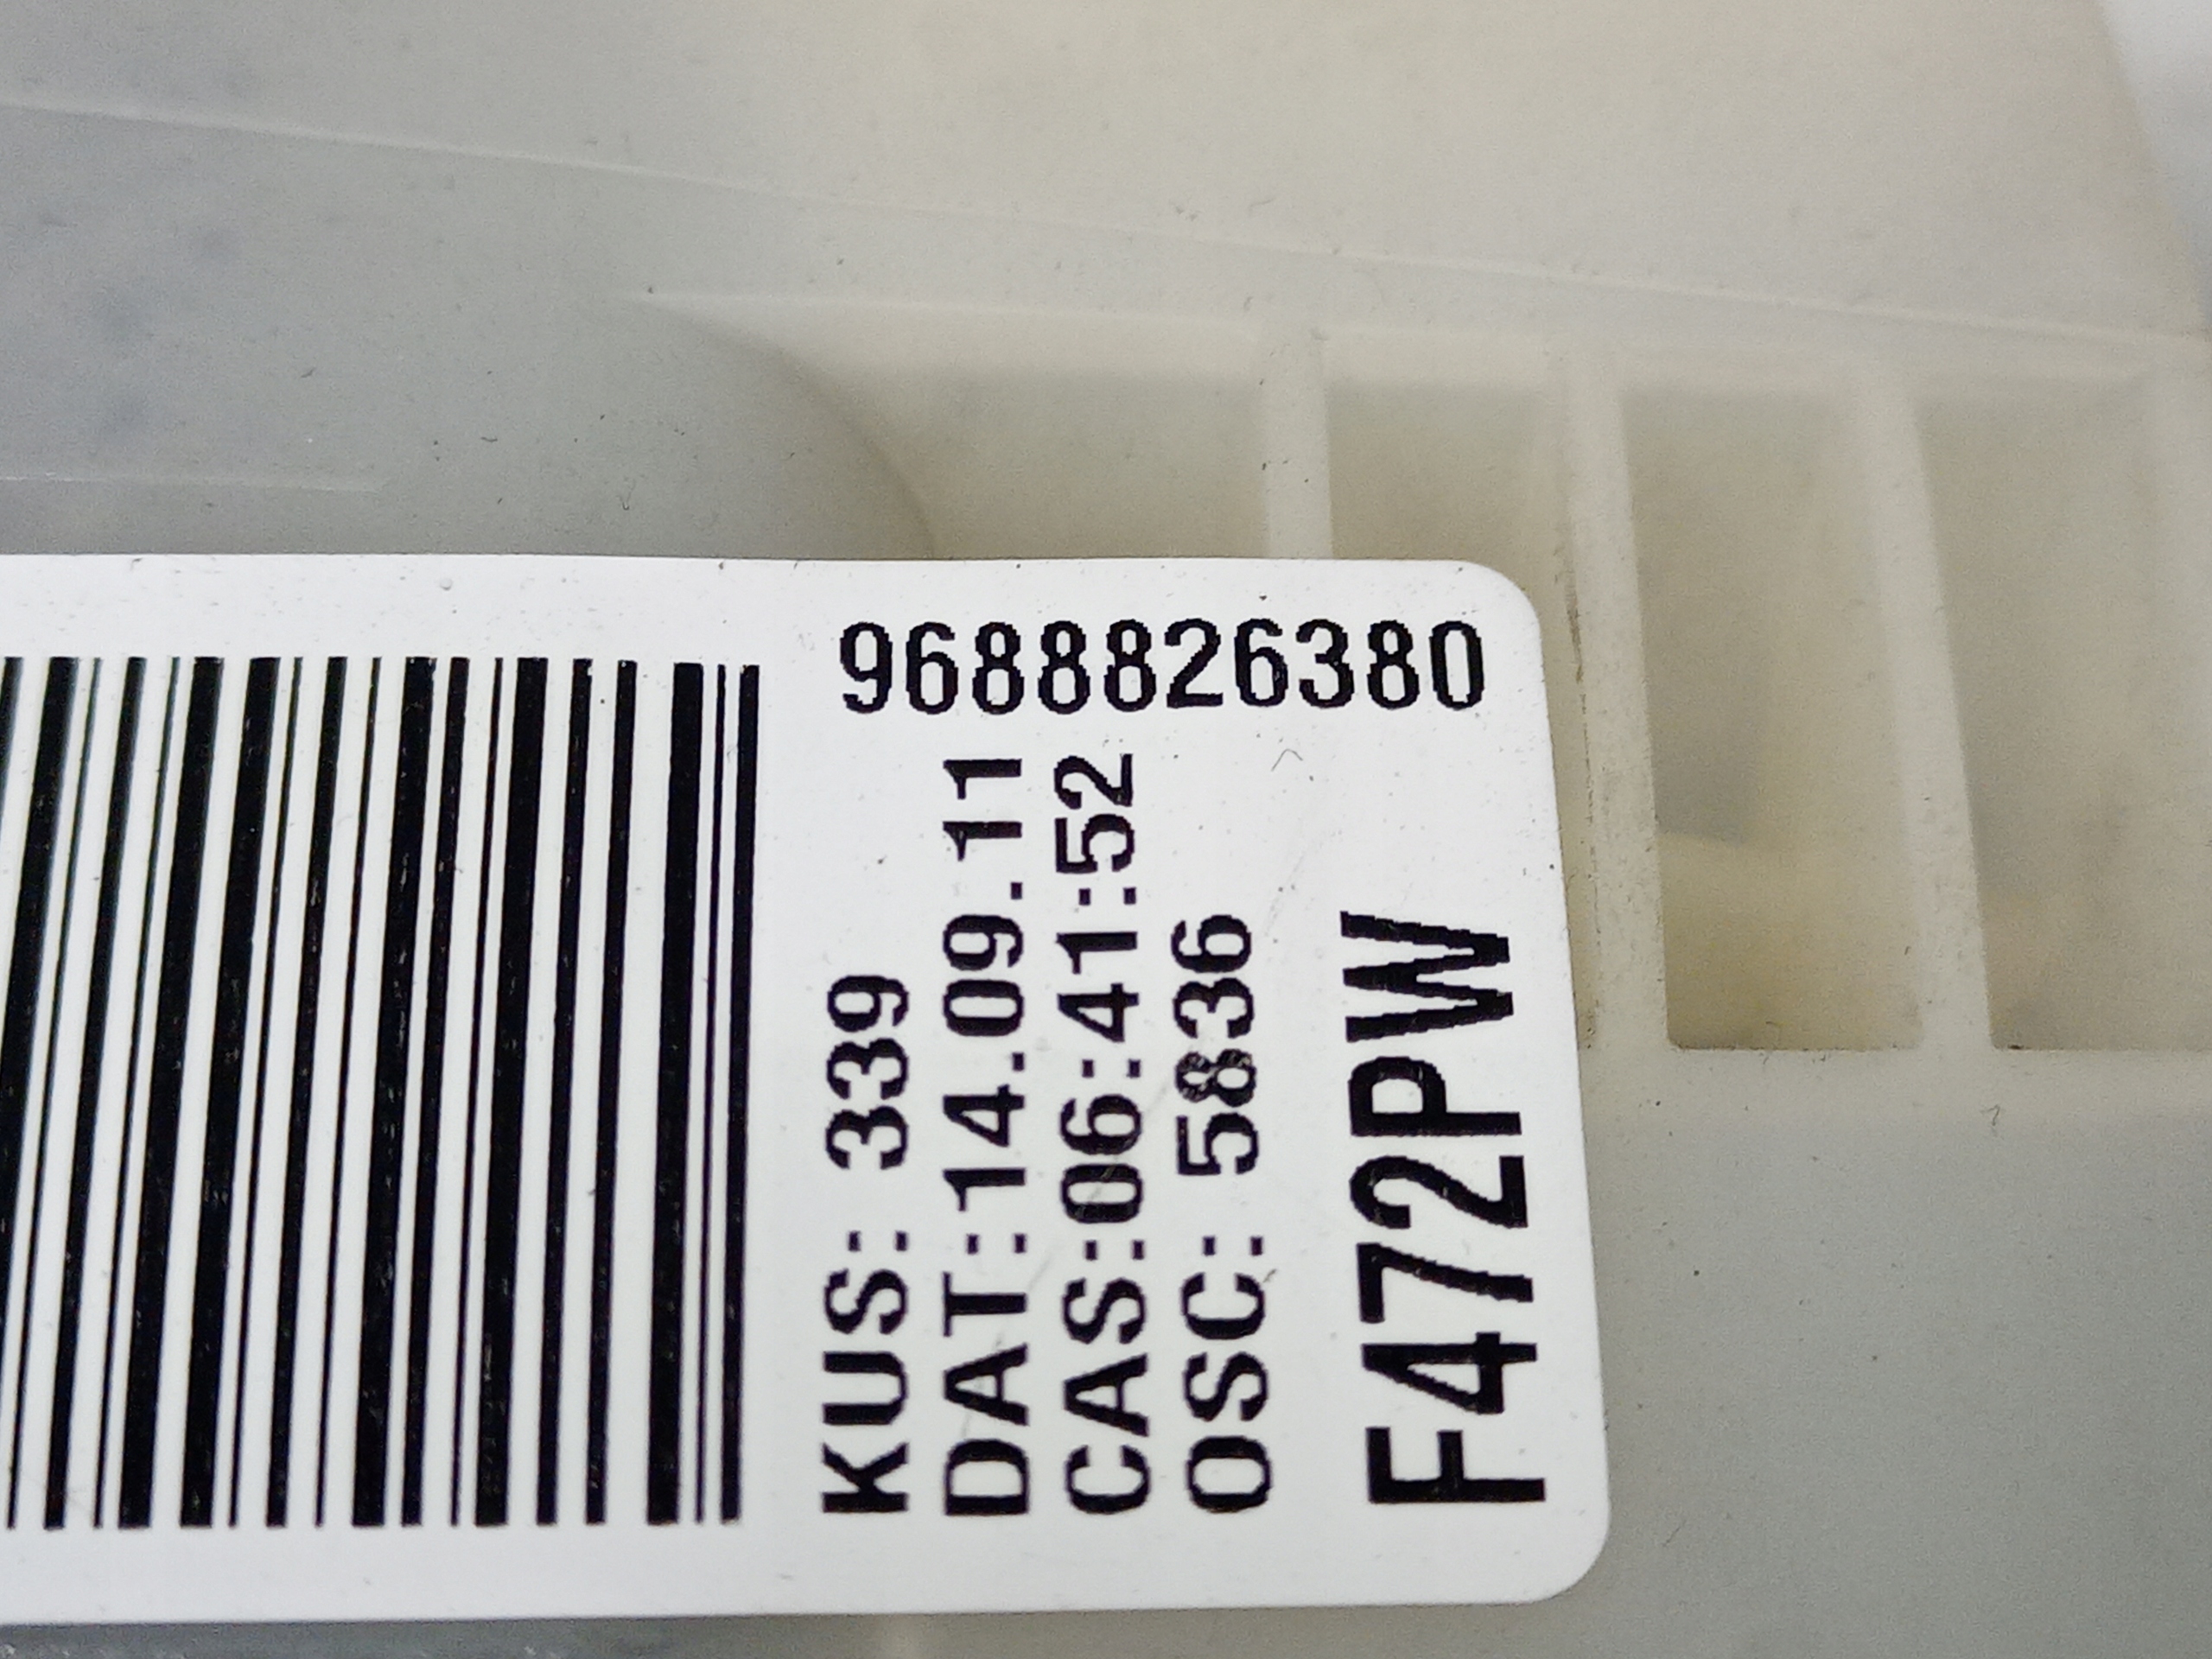 9688826380
KUS: 339
DAT:14.09.11
CAS:06:41:52
OSC: 5836
F472PW